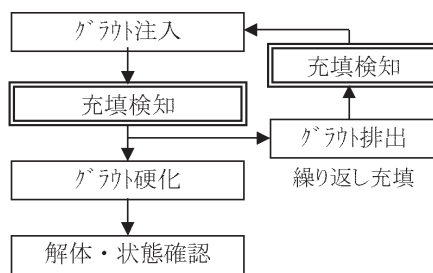 ｸﾞﾗｳﾄ注入
充填検知
充填検知
ｸﾞﾗｳﾄ排出
ｸﾞﾗｳﾄ硬化
繰り返し充填
解体・状態確認